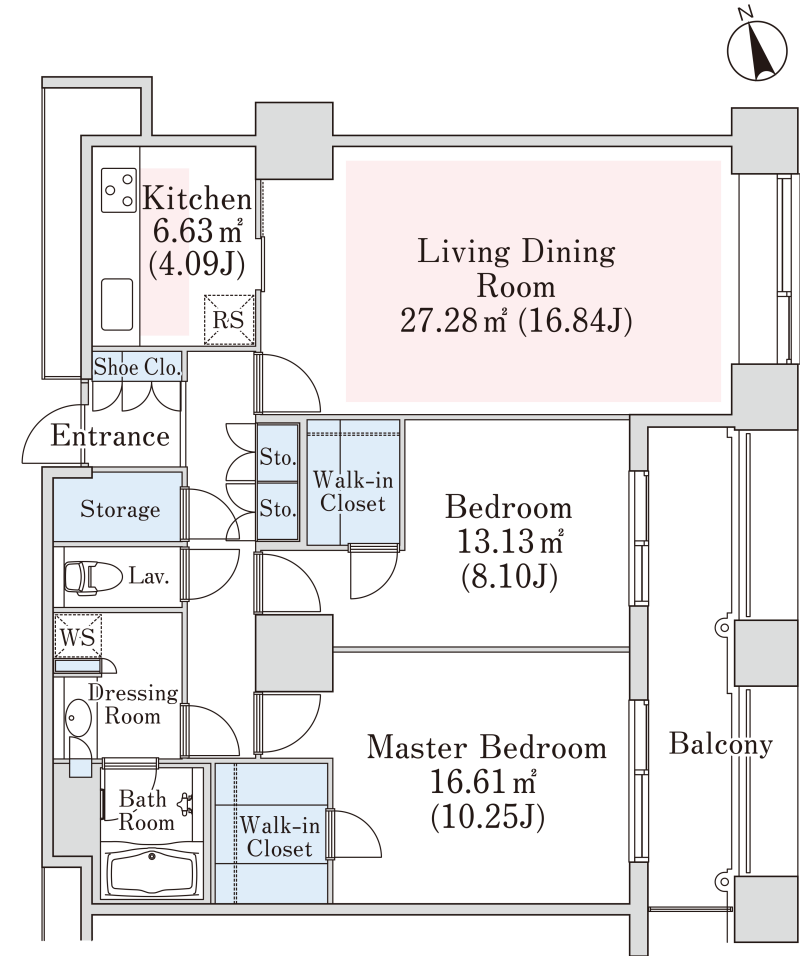 N
Kitchen
6.63㎡
(4.09J)
RS
Living Dining
Room
27.28㎡ (16.84J)
Shoe Clo.
Entrance
Sto.
Sto.
Walk-in
Closet
Storage
Bedroom
13.13㎡
(8.10J)
Lav.
WS
Dressing
Room
Master Bedroom
16.61㎡
(10.25J)
Balcony
Bath
Room
Walk-in
Closet